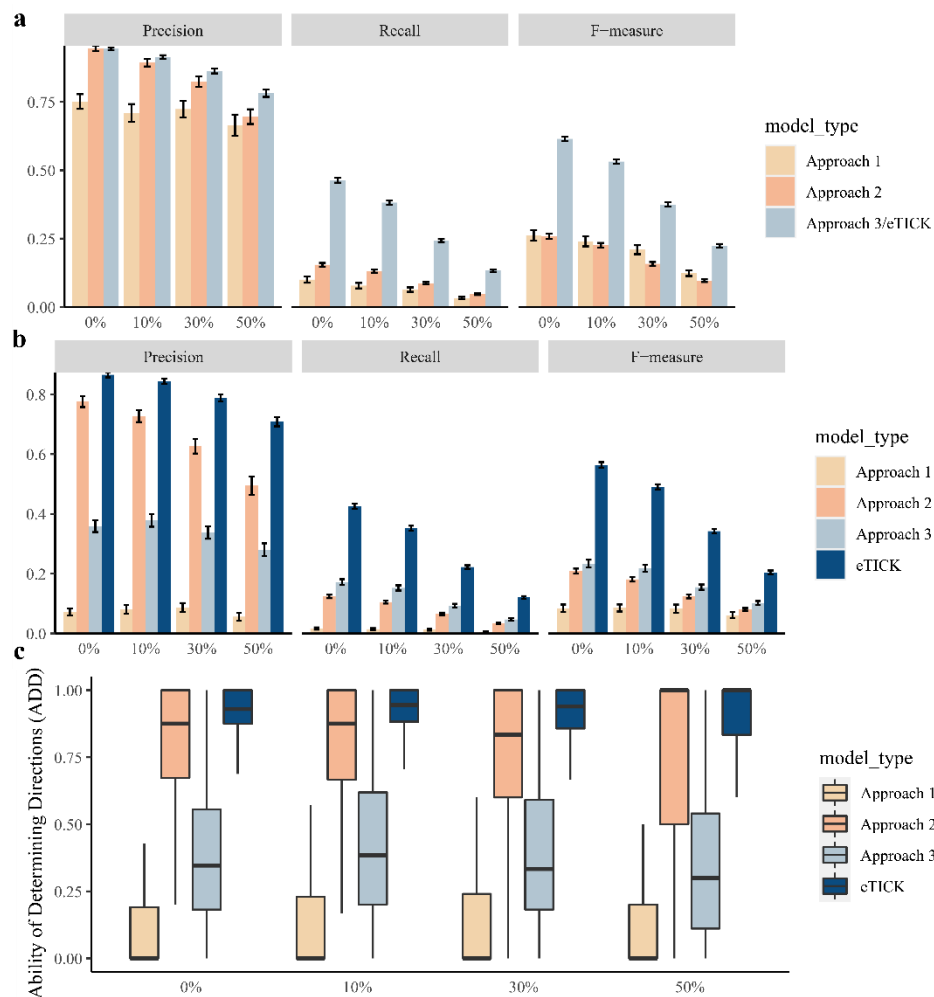 a
Precision
Recall
F-measure
0.75
0.50
0.25
0.00
0%
10%
30%
50%
0%
10%
30%
50%
0%
10%
30%
50%
model_type
Approach 1
Approach 2
Approach 3/eTICK
b
Precision
Recall
F-measure
0.8
0.6
0.4
0.2
0.0
0%
10%
30%
50%
0%
10%
30%
50%
0%
10%
30%
50%
model_type
Approach 1
Approach 2
Approach 3
eTICK
c
Ability of Determining Directions (ADD)
1.00
0.75
0.50
0.25
0.00
0%
10%
30%
50%
model_type
Approach 1
Approach 2
Approach 3
eTICK